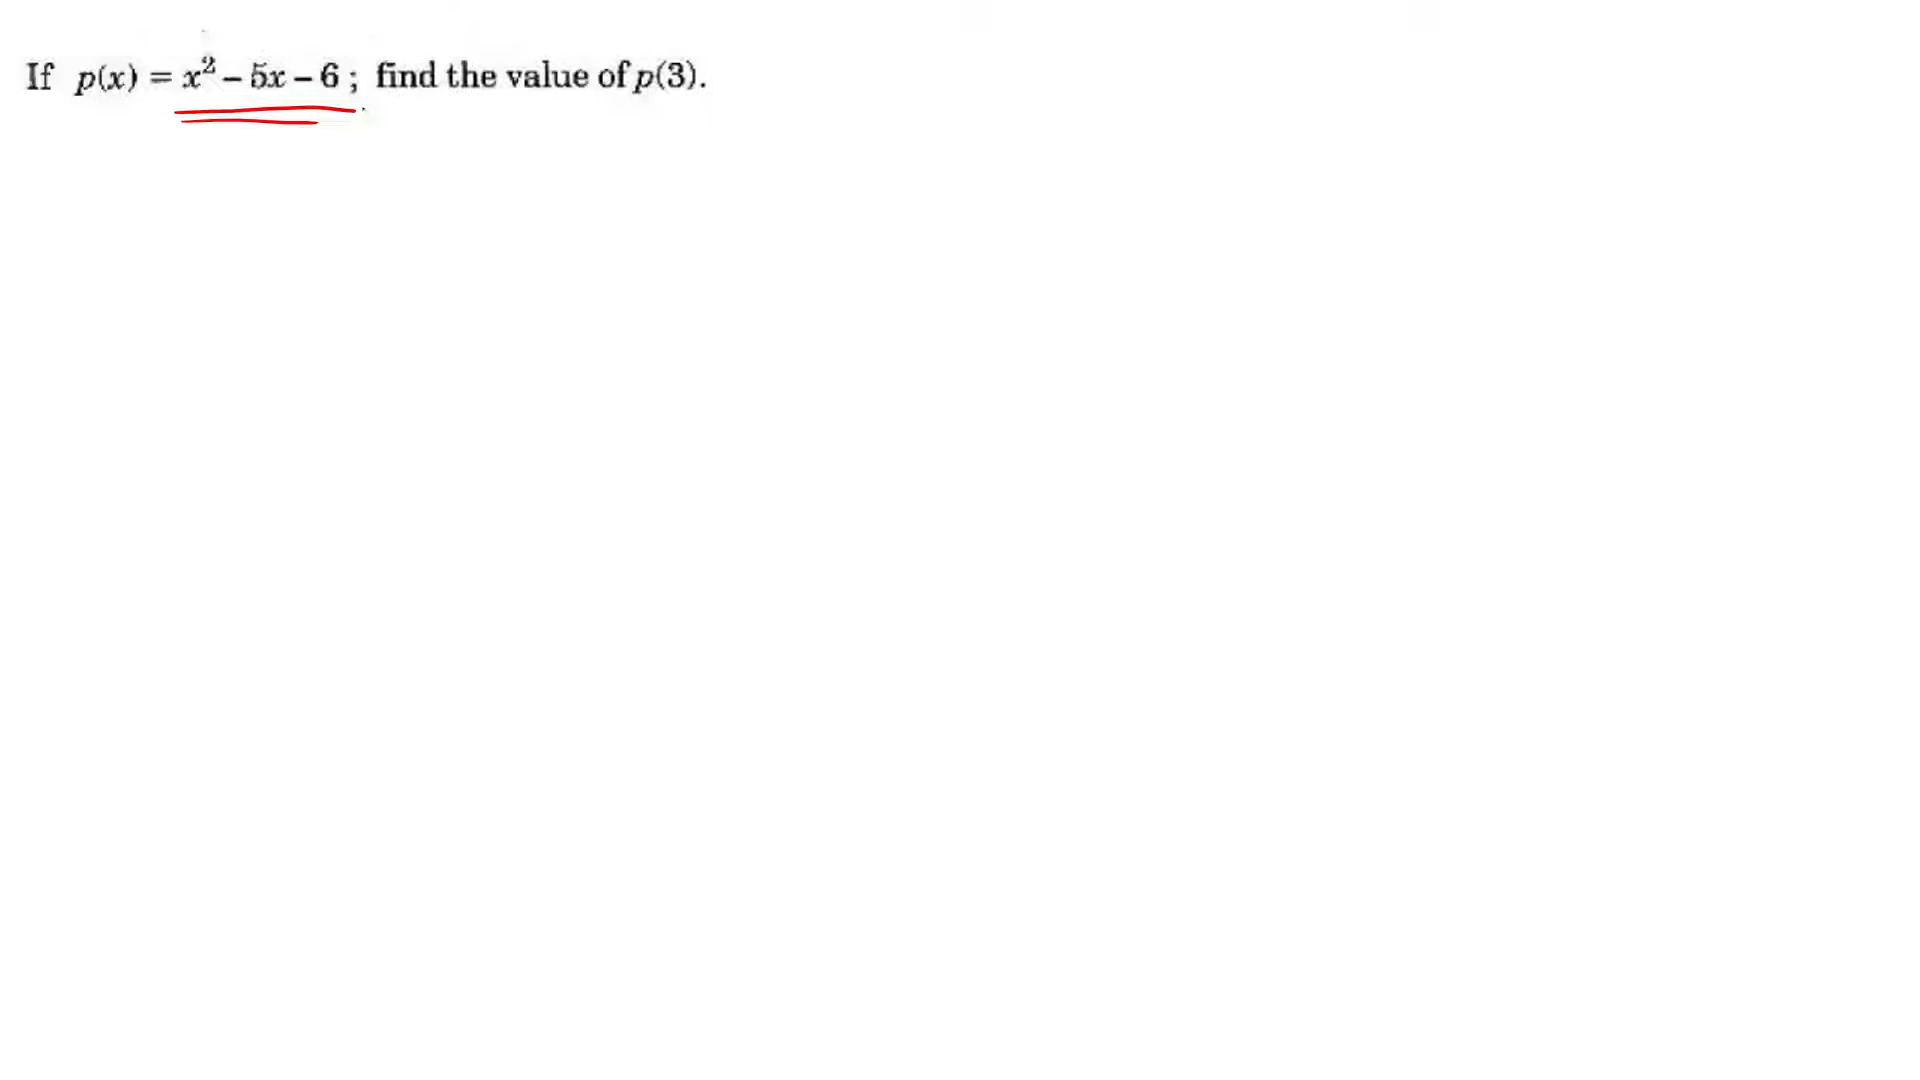 If p(x) = x² – 5x – 6 ; find the value of p(3).